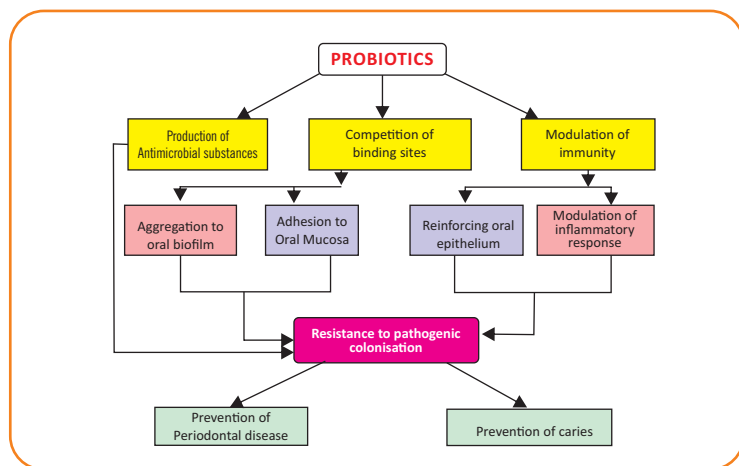 PROBIOTICS
Production of
Antimicrobial substances
Competition of
binding sites
Modulation of
immunity
Aggregation to
oral biofilm
Adhesion to
Oral Mucosa
Reinforcing oral
epithelium
Modulation of
inflammatory
response
Resistance to pathogenic
colonisation
Prevention of
Periodontal disease
Prevention of caries